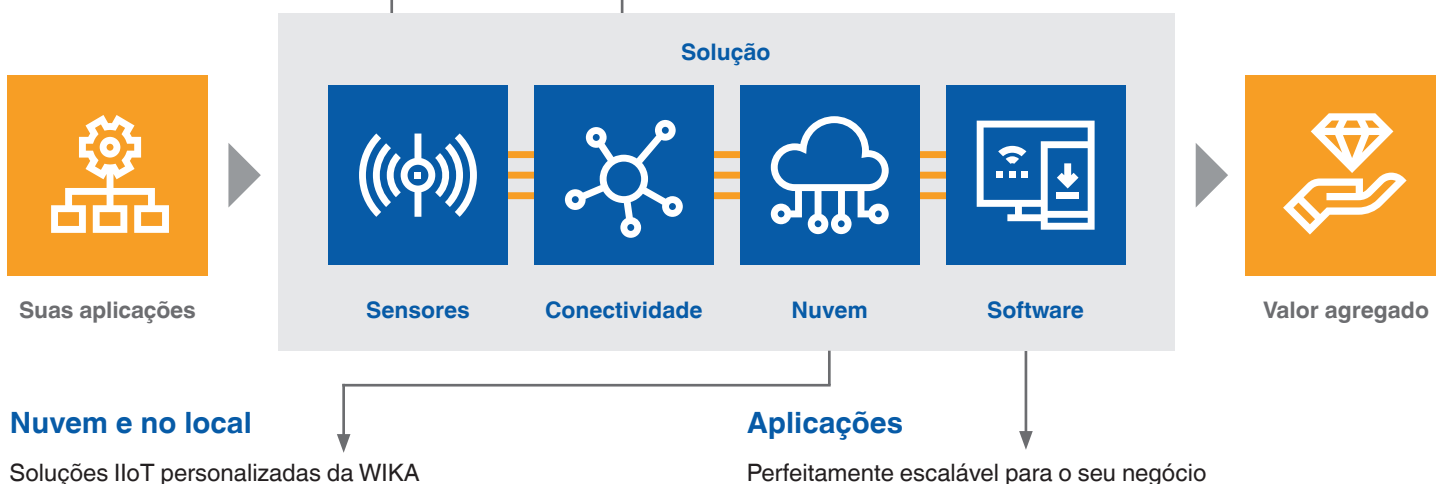 Solução
Suas aplicações
Sensores
Conectividade
Nuvem
Software
Valor agregado
Nuvem e no local
Soluções IIoT personalizadas da WIKA
Aplicações
Perfeitamente escalável para o seu negócio